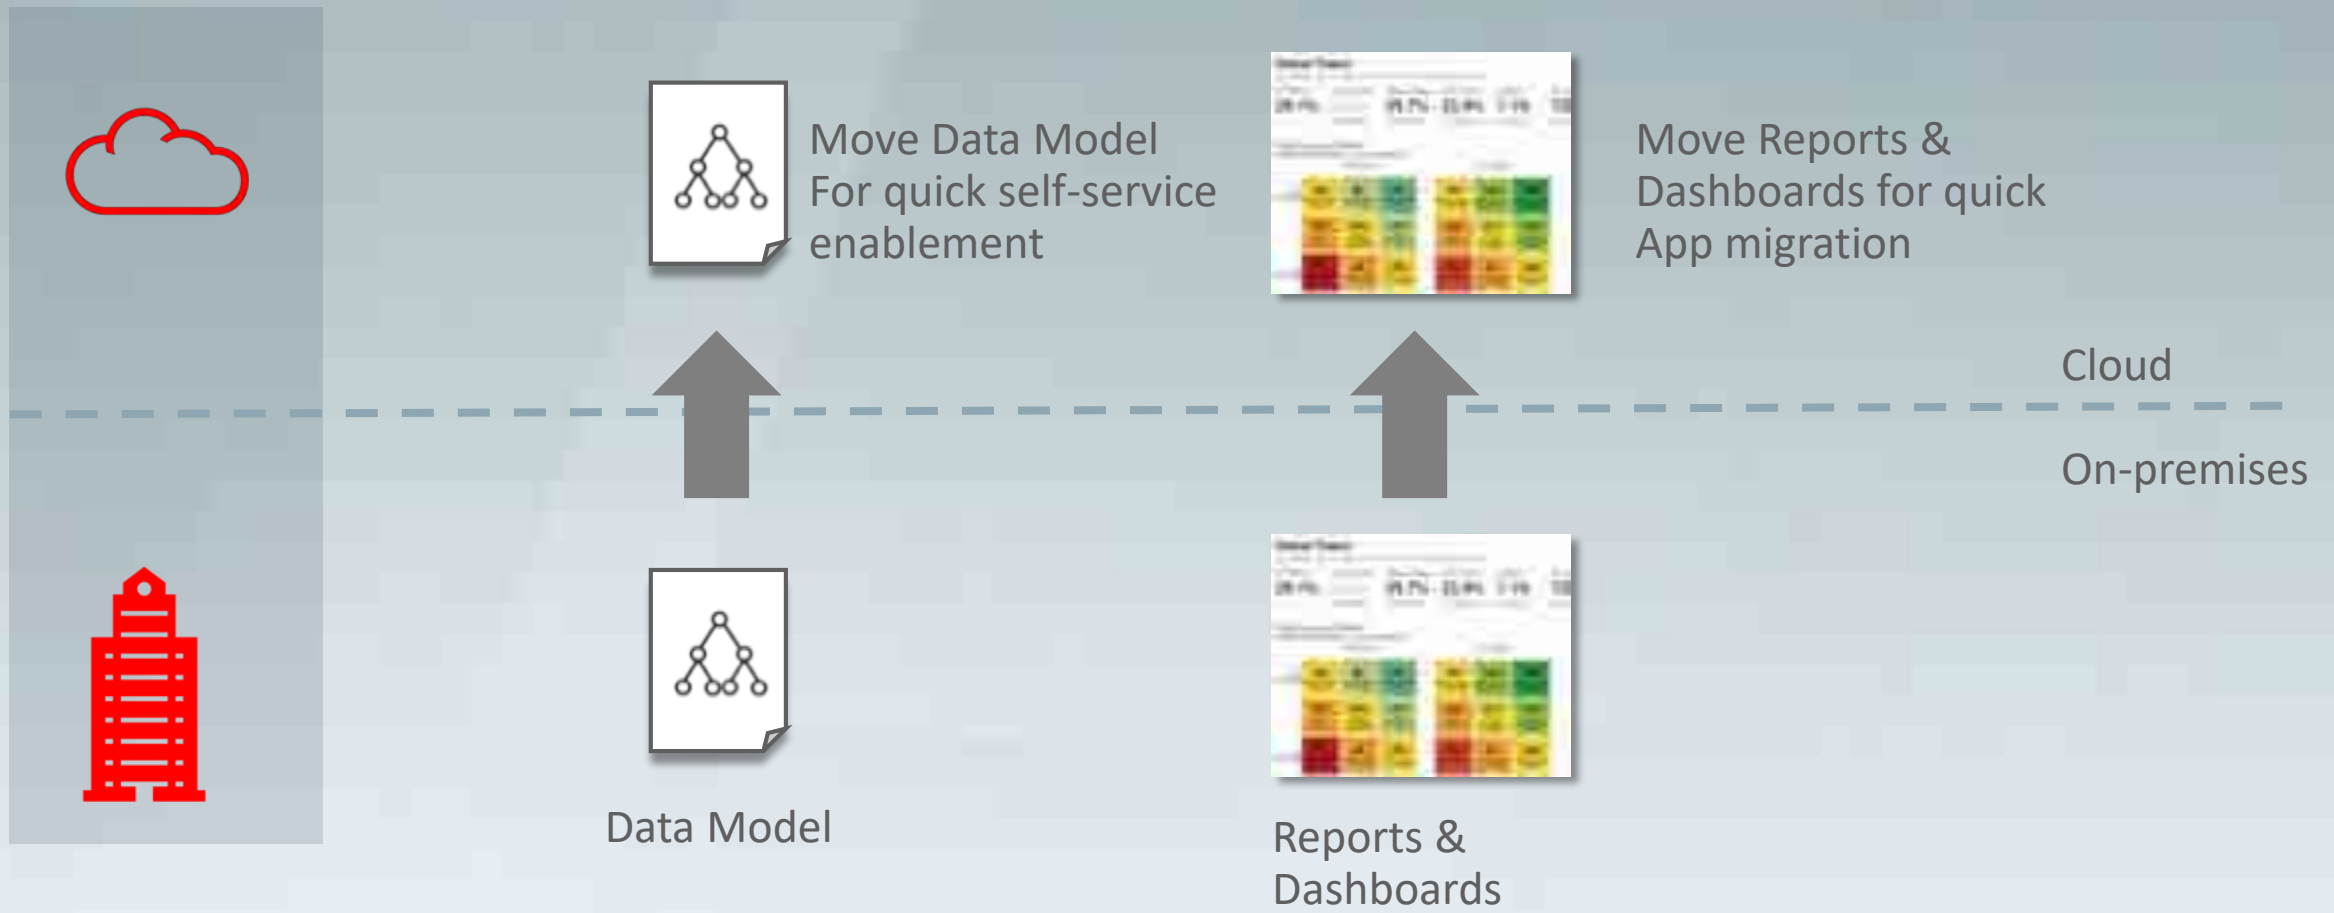 Move Data Model
For quick self-service
enablement
Move Reports &
Dashboards for quick
App migration
Cloud
On-premises
Data Model
Reports &
Dashboards